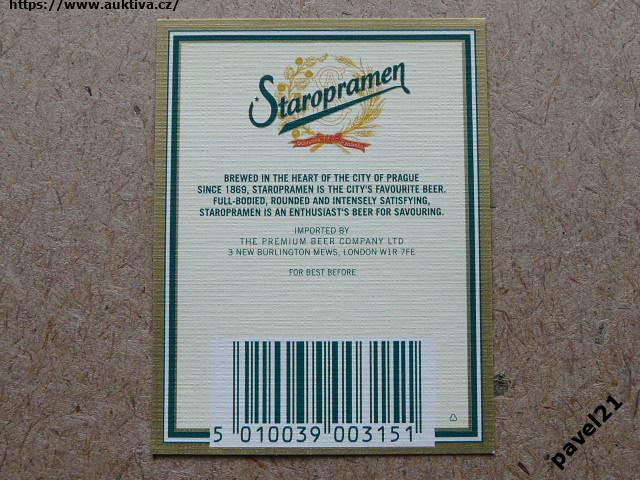 https://www.auktiva.cz/
Staropramen
BREWED IN THE HEART OF THE CITY OF PRAGUE
SINCE 1869, STAROPRAMEN IS THE CITY'S FAVOURITE BEER.
FULL-BODIED, ROUNDED AND INTENSELY SATISFYING,
STAROPRAMEN IS AN ENTHUSIAST'S BEER FOR SAVOURING.
IMPORTED BY
THE PREMIUM BEER COMPANY LTD
3 NEW BURLINGTON MEWS, LONDON W1R 7FE
FOR BEST BEFORE
5 010039 003151
pavel21